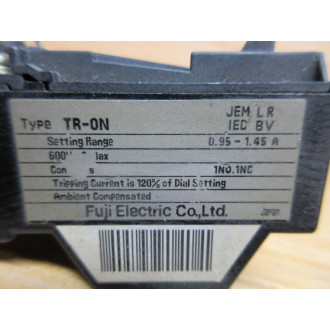 Type TR-0N
JEM LR
IEC BV
Setting Range 0.95 - 1.45 A
Tripping Current is 120% of Dial Setting
1NO.1NC
Ambient Compensated
Fuji Electric Co.,Ltd. Japan